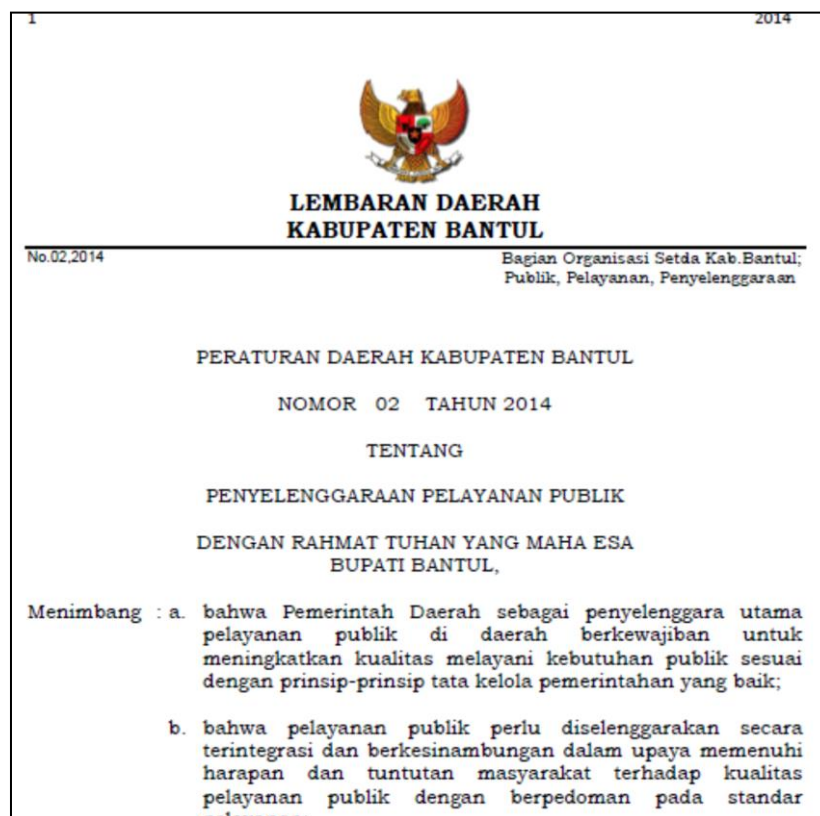 1 2014
LEMBARAN DAERAH
KABUPATEN BANTUL
No.02,2014
Bagian Organisasi Setda Kab.Bantul;
Publik, Pelayanan, Penyelenggaraan
PERATURAN DAERAH KABUPATEN BANTUL
NOMOR 02 TAHUN 2014
TENTANG
PENYELENGGARAAN PELAYANAN PUBLIK
DENGAN RAHMAT TUHAN YANG MAHA ESA
BUPATI BANTUL,
Menimbang : a. bahwa Pemerintah Daerah sebagai penyelenggara utama
pelayanan publik di daerah berkewajiban untuk
meningkatkan kualitas melayani kebutuhan publik sesuai
dengan prinsip-prinsip tata kelola pemerintahan yang baik;
b. bahwa pelayanan publik perlu diselenggarakan secara
terintegrasi dan berkesinambungan dalam upaya memenuhi
harapan dan tuntutan masyarakat terhadap kualitas
pelayanan publik dengan berpedoman pada standar